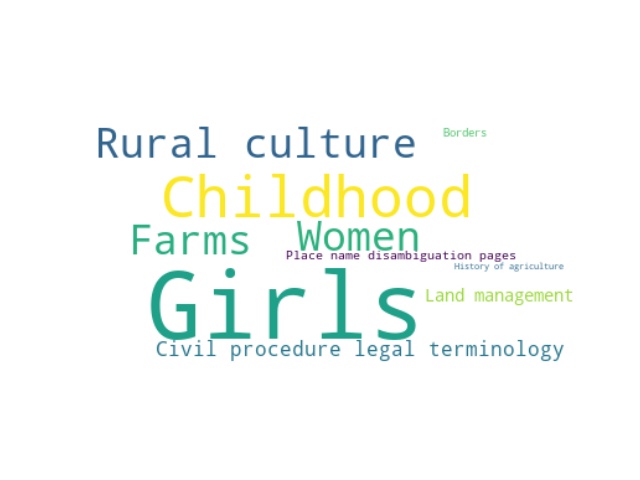 Borders
Rural culture
Childhood
Farms
Women
Place name disambiguation pages
History of agriculture
Girls
Land management
Civil procedure legal terminology